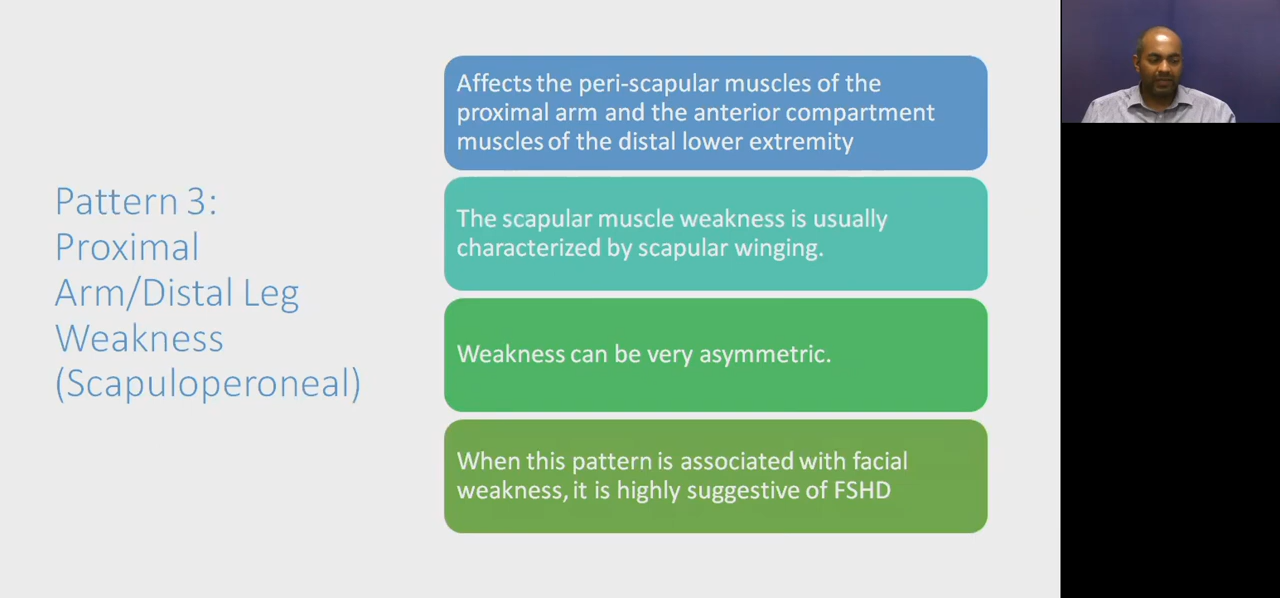 Pattern 3:
Proximal
Arm/Distal Leg
Weakness
(Scapuloperoneal)
Affects the peri-scapular muscles of the
proximal arm and the anterior compartment
muscles of the distal lower extremity
The scapular muscle weakness is usually
characterized by scapular winging.
Weakness can be very asymmetric.
When this pattern is associated with facial
weakness, it is highly suggestive of FSHD